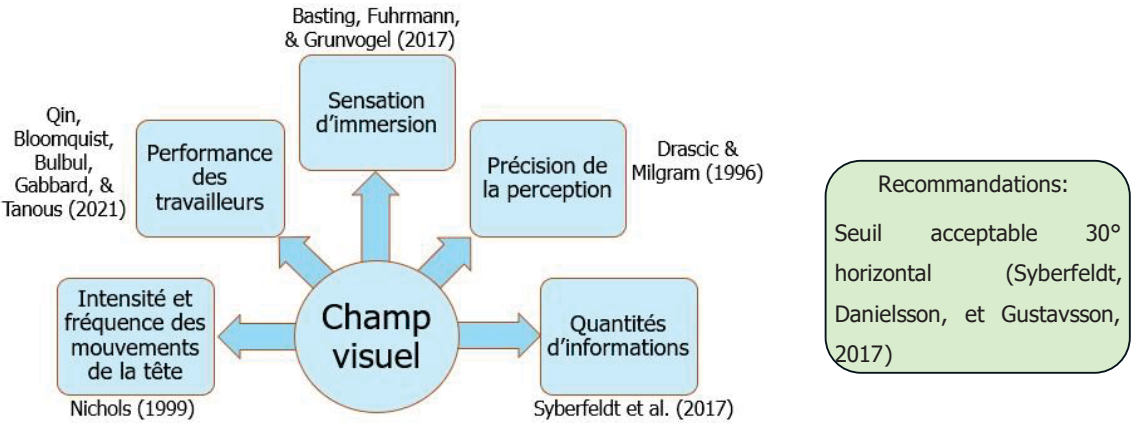 Basting, Fuhrmann,
& Grunvogel (2017)
Sensation
d'immersion
Qin,
Bloomquist,
Bulbul,
Gabbard, &
Tanous (2021)
Performance
des
travailleurs
Précision de
la perception
Drascic &
Milgram (1996)
Intensité et
fréquence des
mouvements
de la tête
Nichols (1999)
Champ
visuel
Quantités
d'informations
Syberfeldt et al. (2017)
Recommandations:
Seuil acceptable 30°
horizontal (Syberfeldt,
Danielsson, et Gustavsson,
2017)